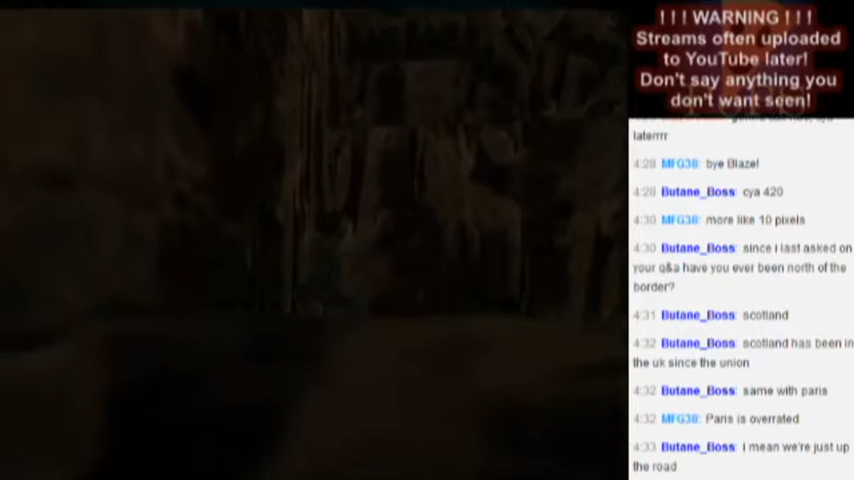 ! ! ! WARNING ! ! !
Streams often uploaded
to YouTube later!
Don't say anything you
don't want seen!
laterrrr
4:28 MFG38: bye Blaze!
4:28 Butane_Boss: cya 420
4:30 MFG38: more like 10 pixels
4:30 Butane_Boss: since i last asked on
your q&a have you ever been north of the
border?
4:31 Butane_Boss: scotland
4:32 Butane_Boss: scotland has been in
the uk since the union
4:32 Butane_Boss: same with paris
4:32 MFG38: Paris is overrated
4:33 Butane_Boss: i mean we're just up
the road